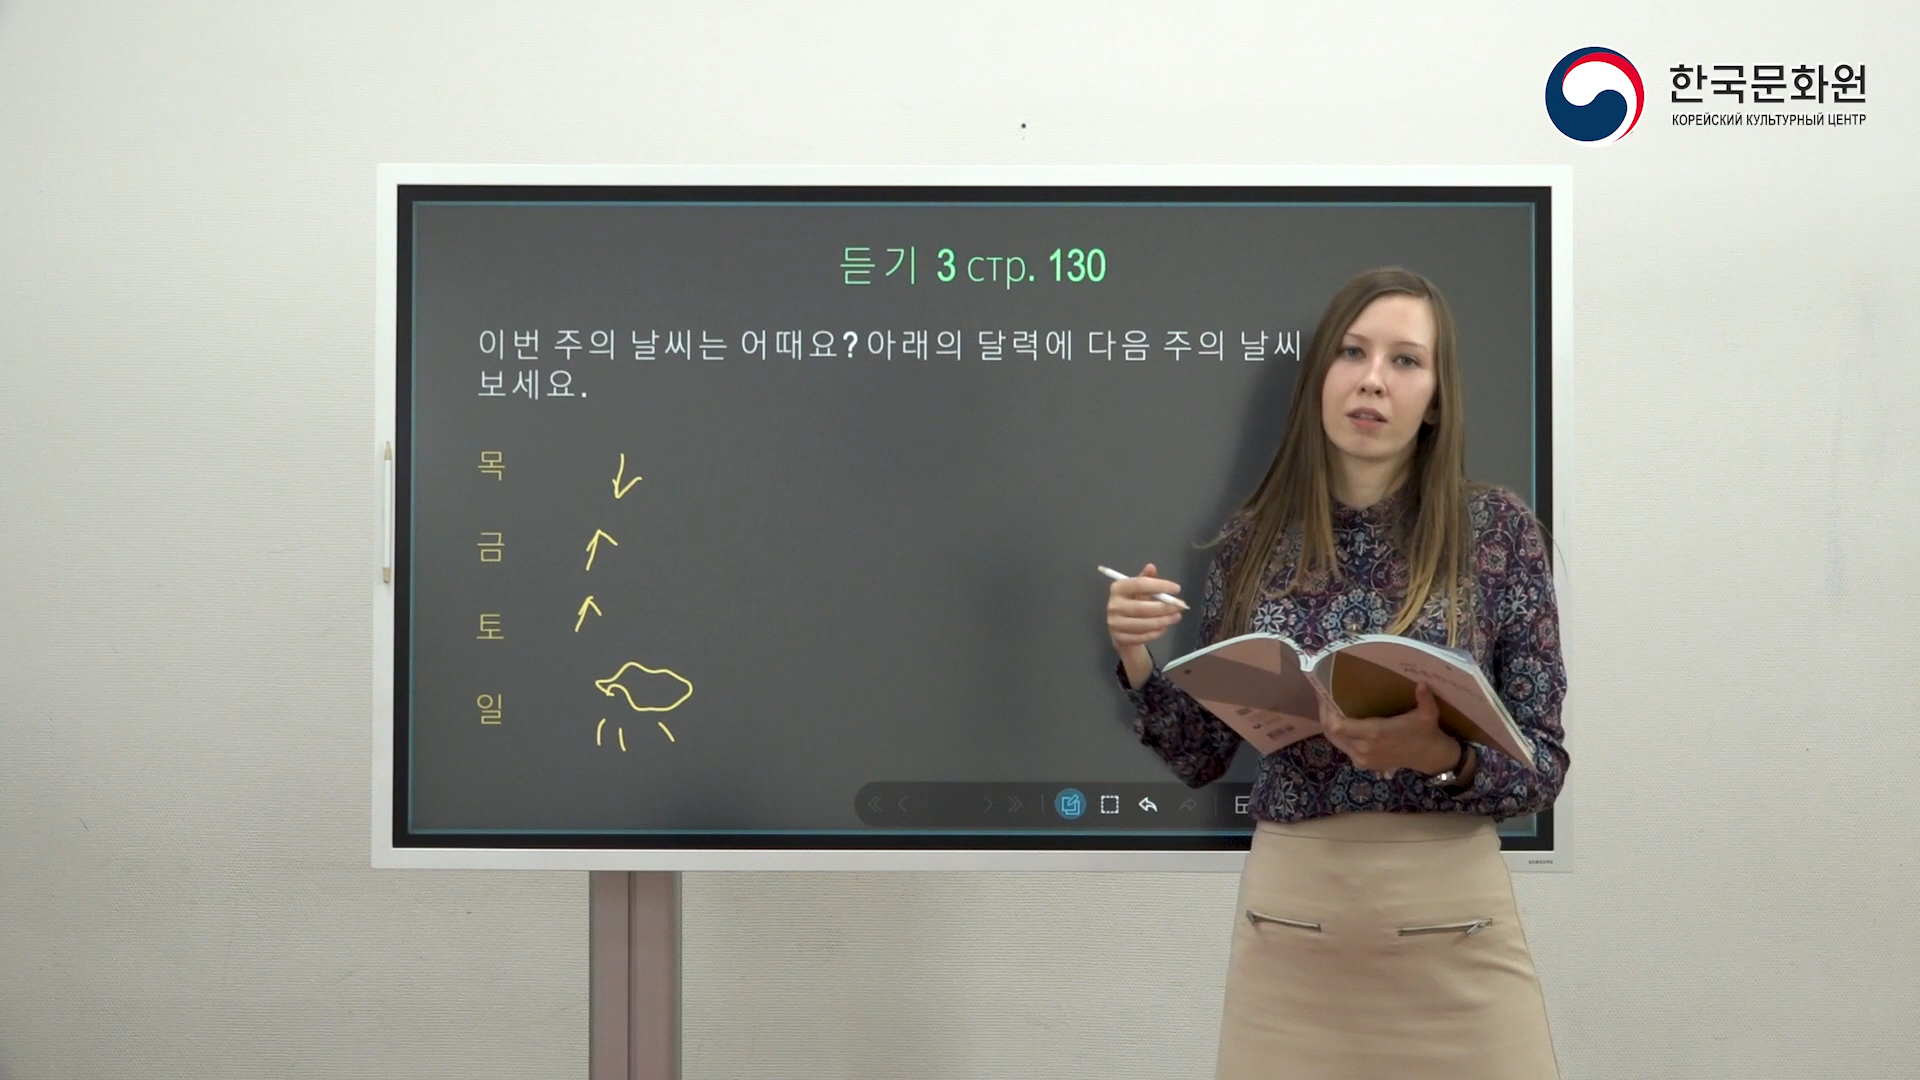 한국문화원
КОРЕЙСКИЙ КУЛЬТУРНЫЙ ЦЕНТР
듣기 3 стр. 130
이번 주의 날씨는 어때요? 아래의 달력에 다음 주의 날씨
보세요.
목
금
토
일